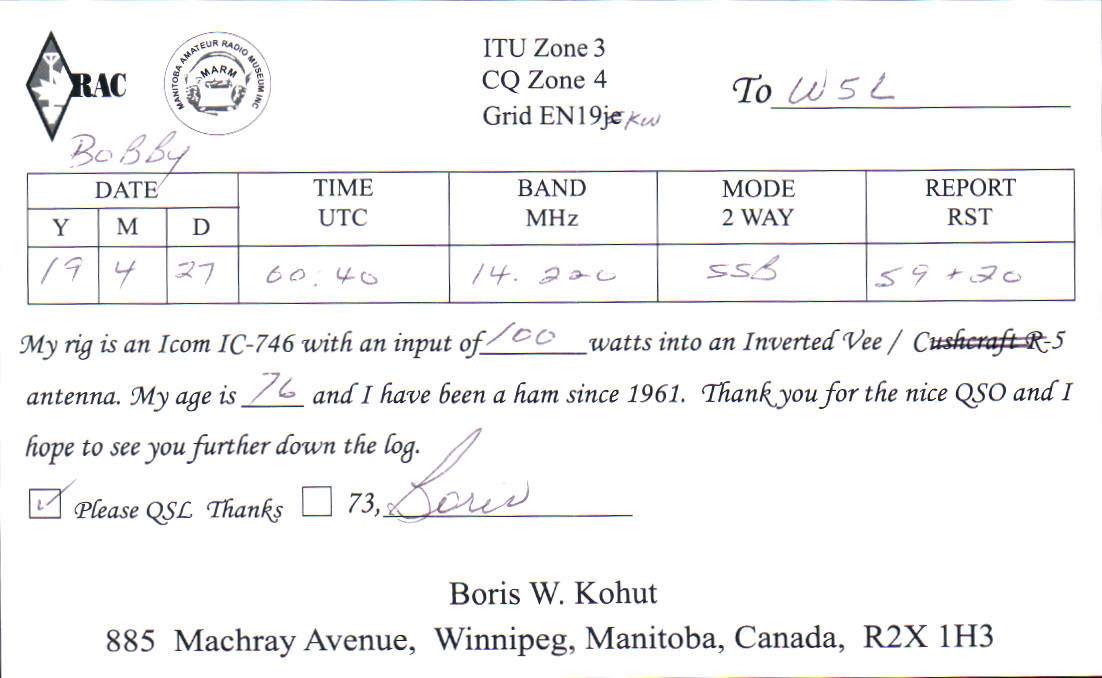 RAC
MANITOBA AMATEUR RADIO MUSEUM INC
MARM
ITU Zone 3
CQ Zone 4
Grid EN19je KW
To W5L
BOBBY
DATE TIME UTC BAND MHz MODE 2 WAY REPORT RST
Y M D
19 4 27 00:40 14.220 SSB 59+20
My rig is an Icom IC-746 with an input of 100 watts into an Inverted Vee / Cushcraft R-5
antenna. My age is 76 and I have been a ham since 1961. Thank you for the nice QSO and I
hope to see you further down the log.
Please QSL Thanks 73, Boris
Boris W. Kohut
885 Machray Avenue, Winnipeg, Manitoba, Canada, R2X 1H3